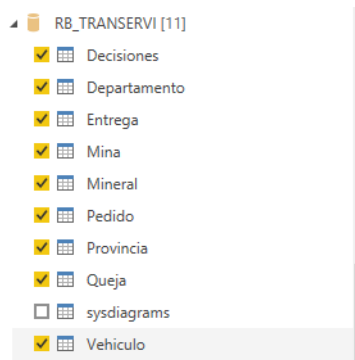 RB_TRANSERVI [11]
Decisiones
Departamento
Entrega
Mina
Mineral
Pedido
Provincia
Queja
sysdiagrams
Vehiculo